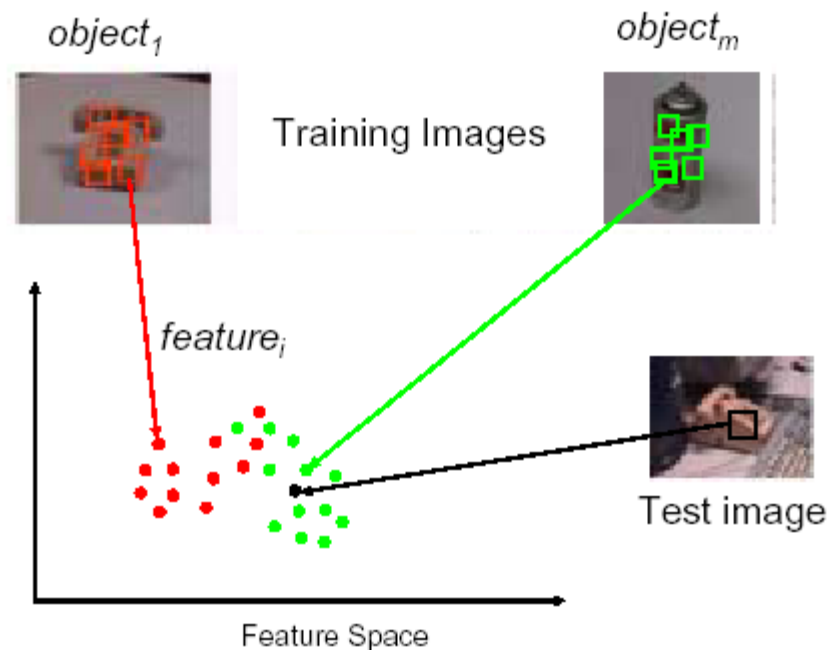 object₁
objectₘ
Training Images
featureᵢ
Test image
Feature Space